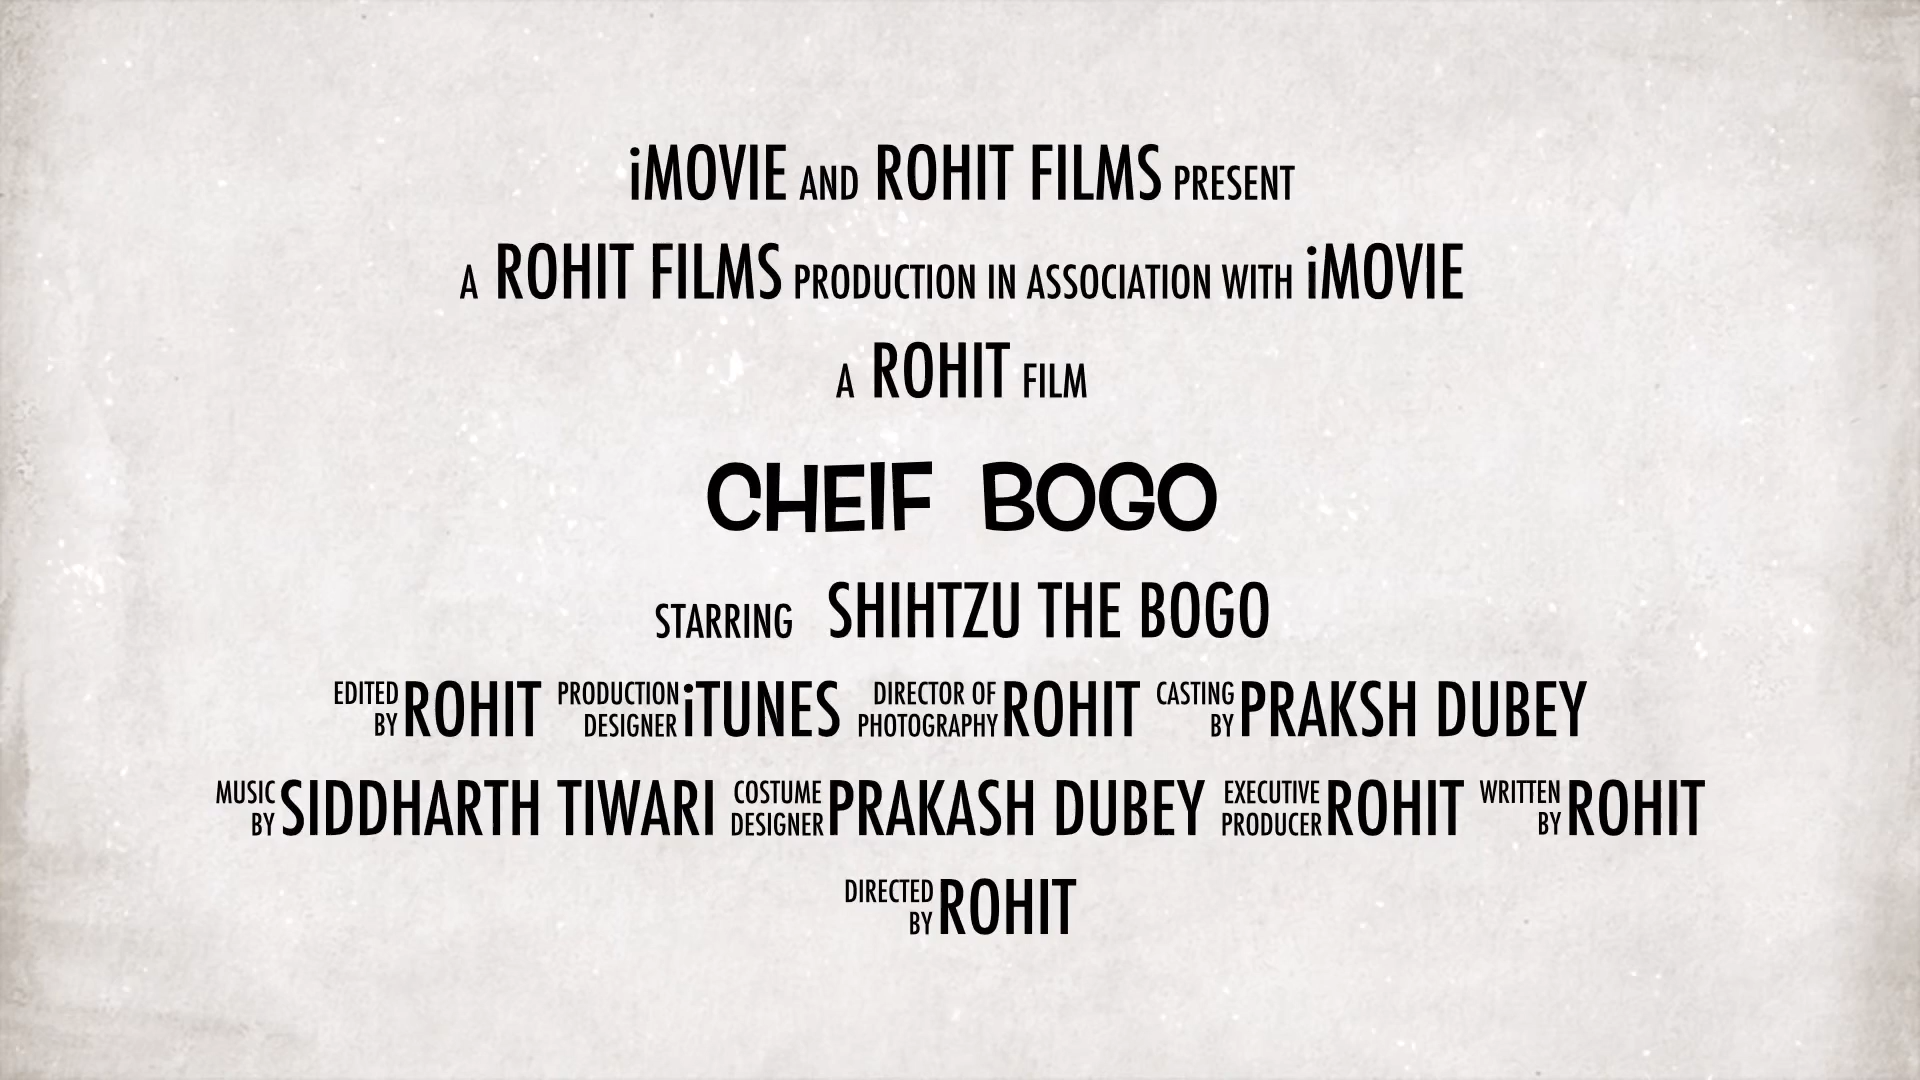 iMOVIE AND ROHIT FILMS PRESENT
A ROHIT FILMS PRODUCTION IN ASSOCIATION WITH iMOVIE
A ROHIT FILM
CHEIF BOGO
STARRING SHIHTZU THE BOGO
EDITED BY ROHIT PRODUCTION DESIGNER iTUNES DIRECTOR OF PHOTOGRAPHY ROHIT CASTING BY PRAKSH DUBEY
MUSIC BY SIDDHARTH TIWARI COSTUME DESIGNER PRAKASH DUBEY EXECUTIVE PRODUCER ROHIT WRITTEN BY ROHIT
DIRECTED BY ROHIT